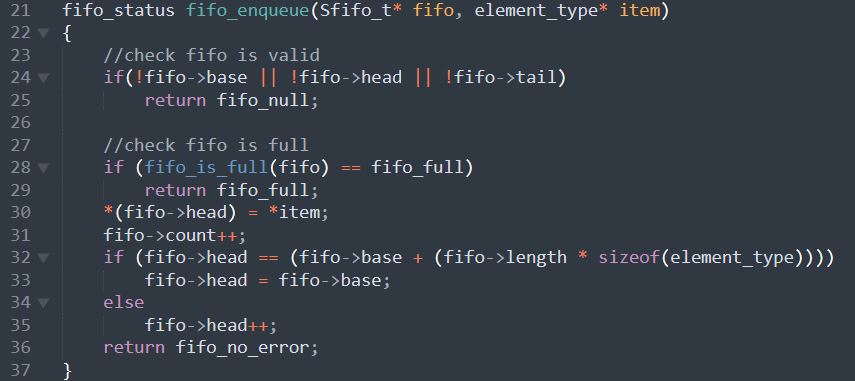 21 fifo_status fifo_enqueue(Sfifo_t* fifo, element_type* item)
22 {
23     //check fifo is valid
24     if(!fifo->base || !fifo->head || !fifo->tail)
25         return fifo_null;
26
27     //check fifo is full
28     if (fifo_is_full(fifo) == fifo_full)
29         return fifo_full;
30     *(fifo->head) = *item;
31     fifo->count++;
32     if (fifo->head == (fifo->base + (fifo->length * sizeof(element_type))))
33         fifo->head = fifo->base;
34     else
35         fifo->head++;
36     return fifo_no_error;
37 }